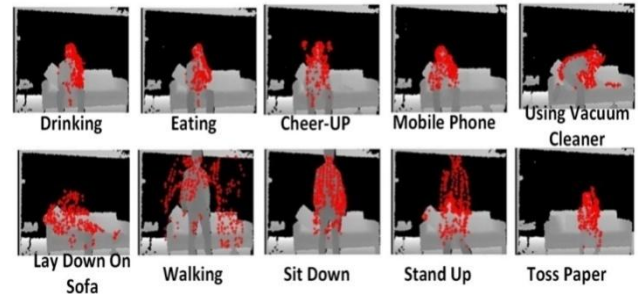 Drinking
Eating
Cheer-UP
Mobile Phone
Using Vacuum
Cleaner
Lay Down On
Sofa
Walking
Sit Down
Stand Up
Toss Paper